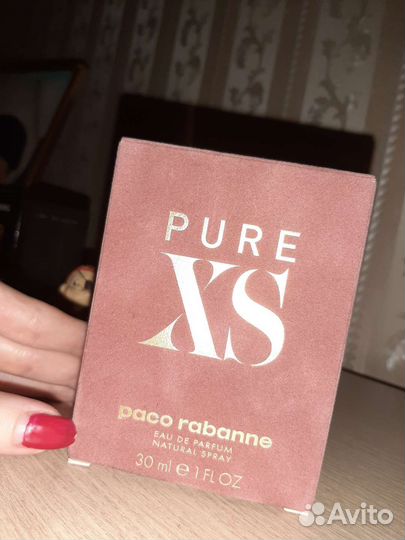 PURE
XS
paco rabanne
EAU DE PARFUM
NATURAL SPRAY
30 ml e 1 FL OZ
Avito